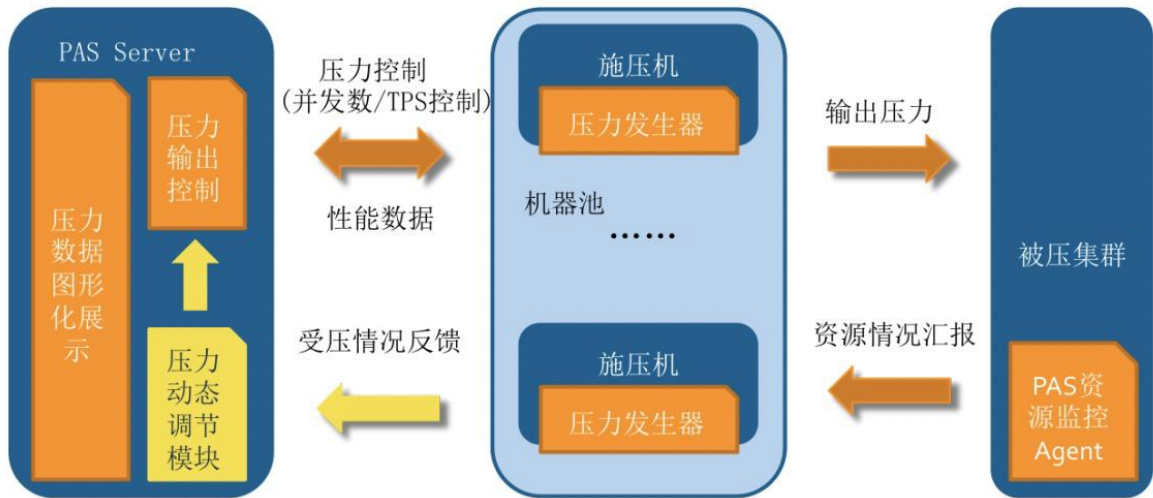 PAS Server
压力
数据
图形
化展
示
压力
输出
控制
压力
动态
调节
模块
压力控制
(并发数/TPS控制)
性能数据
受压情况反馈
施压机
压力发生器
机器池
······
施压机
压力发生器
输出压力
资源情况汇报
被压集群
PAS资
源监控
Agent